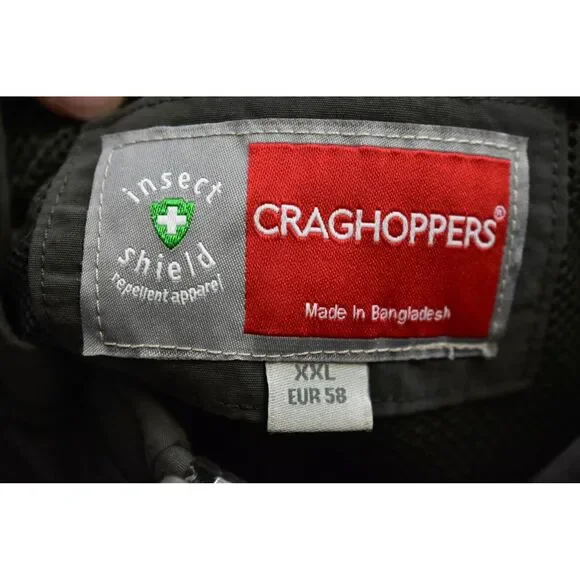 insect
shield
repellent apparel
CRAGHOPPERS®
Made in Bangladesh
XXL
EUR 58